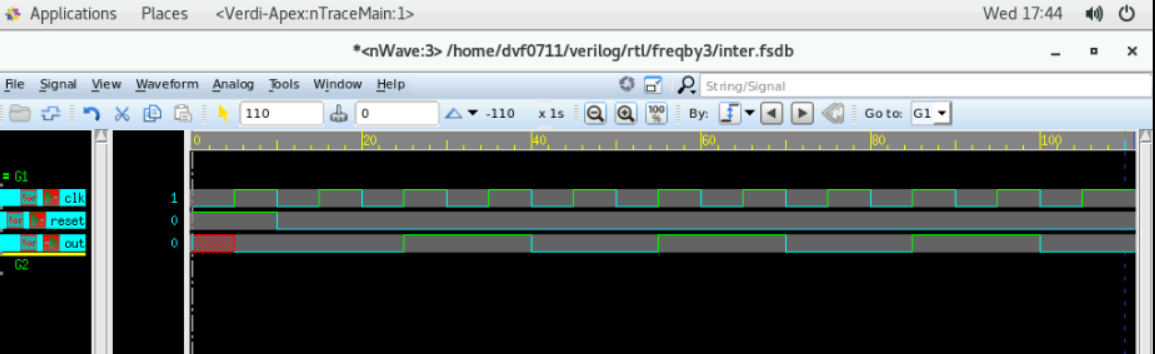 Applications Places <Verdi-Apex:nTraceMain:1> Wed 17:44
*<nWave:3> /home/dvf0711/verilog/rtl/freqby3/inter.fsdb
File Signal View Waveform Analog Tools Window Help String/Signal
110 0 -110 x 1s 100 % By: Go to: G1
0 20 40 60 80 100
= G1
clk 1
reset 0
out 0
G2